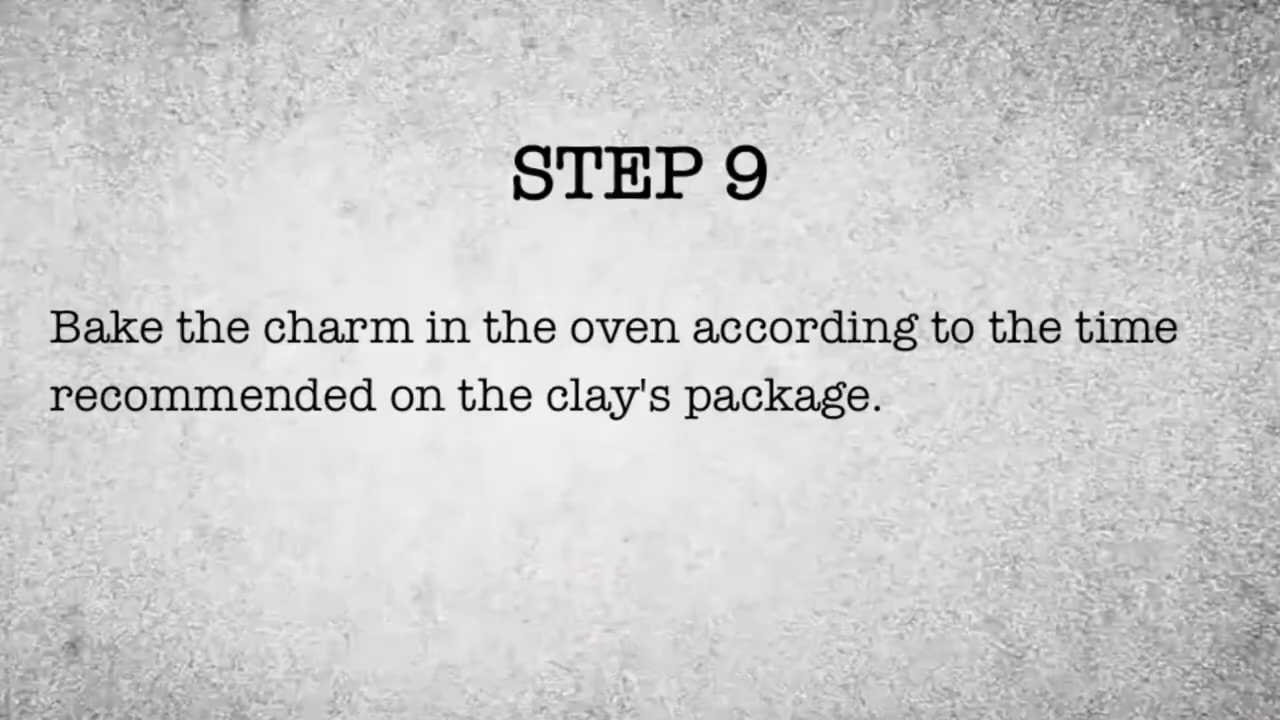 STEP 9
Bake the charm in the oven according to the time
recommended on the clay's package.